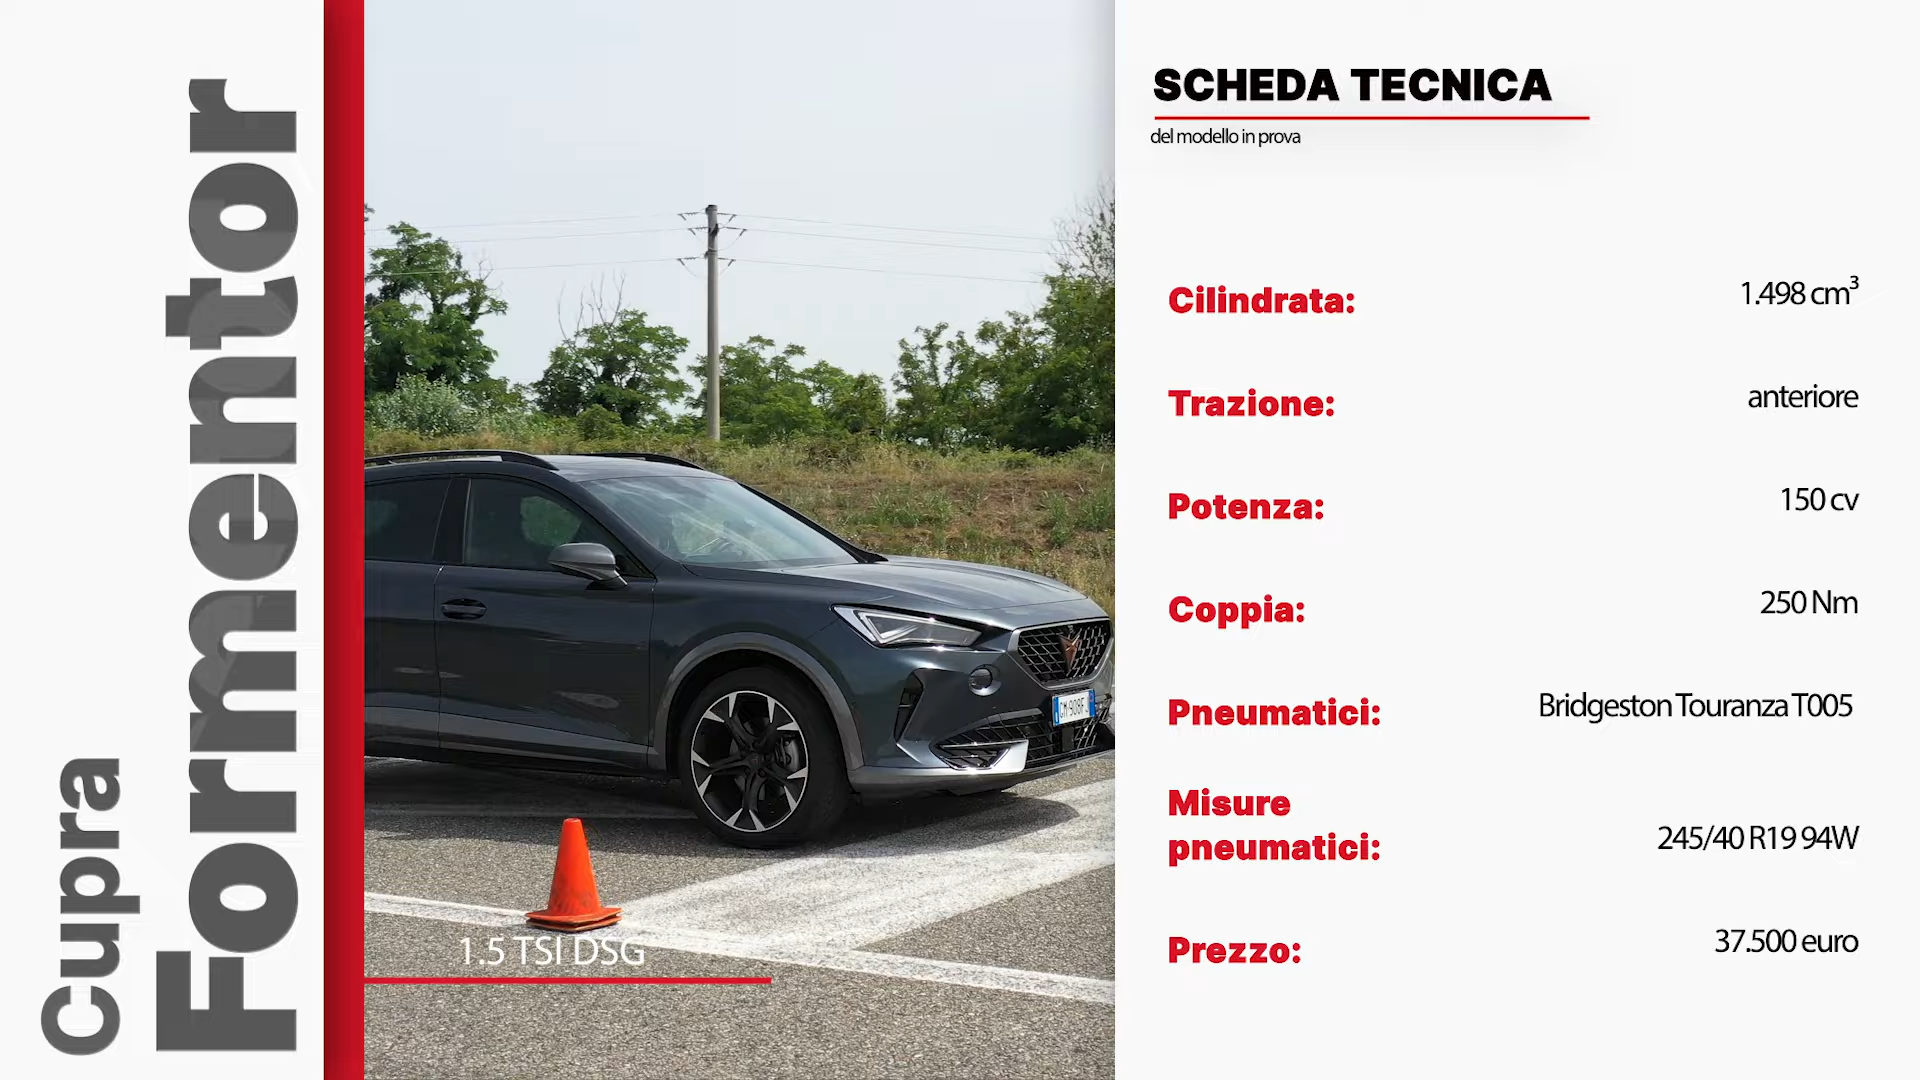 Cupra
Formentor
1.5 TSI DSG
SCHEDA TECNICA
del modello in prova
Cilindrata: 1.498 cm³
Trazione: anteriore
Potenza: 150 cv
Coppia: 250 Nm
Pneumatici: Bridgeston Touranza T005
Misure
pneumatici: 245/40 R19 94W
Prezzo: 37.500 euro